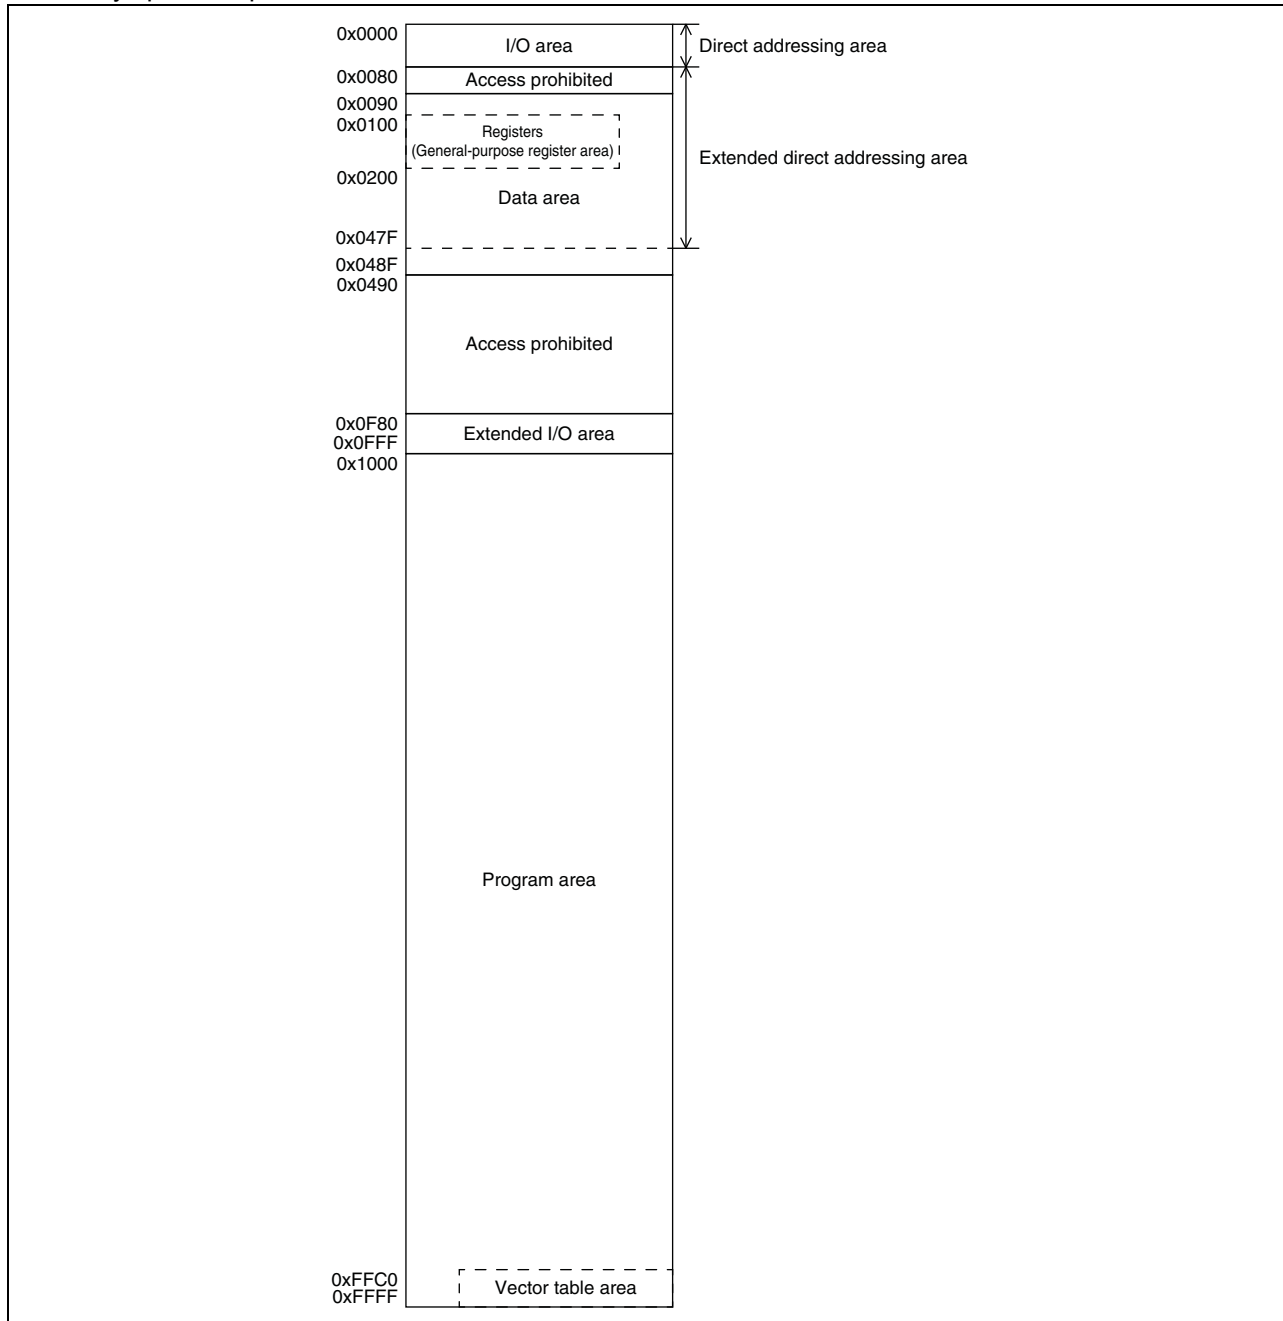 0x0000
I/O area
Direct addressing area
0x0080
Access prohibited
0x0090
0x0100
Registers
(General-purpose register area)
Extended direct addressing area
0x0200
Data area
0x047F
0x048F
0x0490
Access prohibited
0x0F80
Extended I/O area
0x0FFF
0x1000
Program area
0xFFC0
Vector table area
0xFFFF